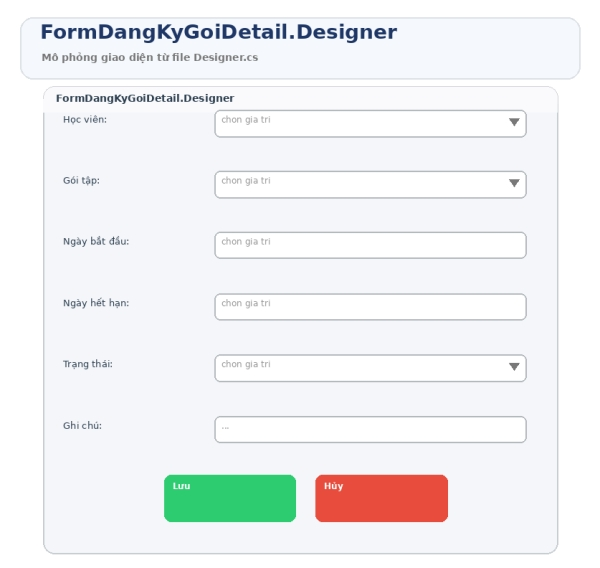 FormDangKyGoiDetail.Designer
Mô phỏng giao diện từ file Designer.cs
FormDangKyGoiDetail.Designer
Học viên:
chon gia tri
Gói tập:
chon gia tri
Ngày bắt đầu:
chon gia tri
Ngày hết hạn:
chon gia tri
Trạng thái:
chon gia tri
Ghi chú:
...
Lưu
Hủy